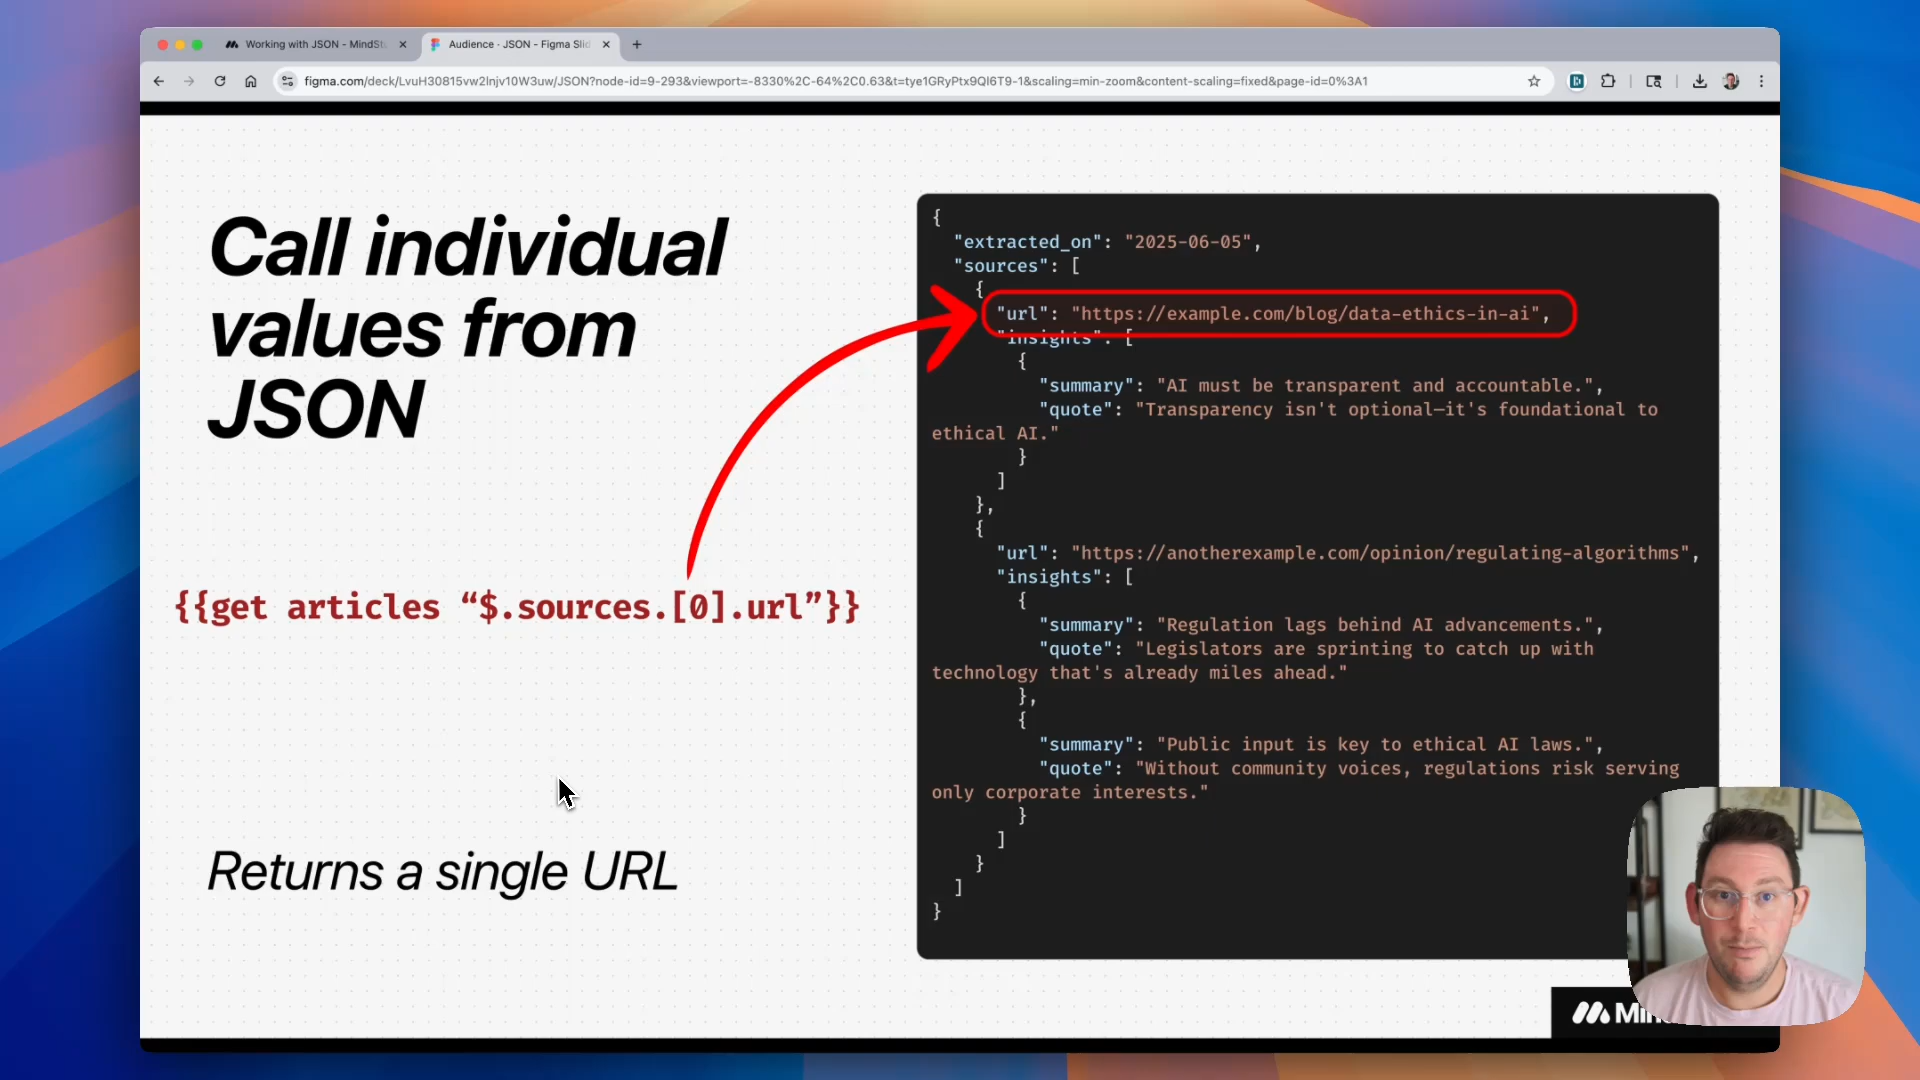 Working with JSON - MindSt
Audience · JSON - Figma Slid
figma.com/deck/LvuH30815vw2lnjv10W3uw/JSON?node-id=9-293&viewport=-8330%2C-64%2C0.63&t=tye1GRyPtx9Ql6T9-1&scaling=min-zoom&content-scaling=fixed&page-id=0%3A1
Call individual
values from
JSON
{{get articles “$.sources.[0].url”}}
Returns a single URL
{
"extracted_on": "2025-06-05",
"sources": [
{
"url": "https://example.com/blog/data-ethics-in-ai",
"insights": [
{
"summary": "AI must be transparent and accountable.",
"quote": "Transparency isn't optional—it's foundational to
ethical AI."
}
]
},
{
"url": "https://anotherexample.com/opinion/regulating-algorithms",
"insights": [
{
"summary": "Regulation lags behind AI advancements.",
"quote": "Legislators are sprinting to catch up with
technology that's already miles ahead."
},
{
"summary": "Public input is key to ethical AI laws.",
"quote": "Without community voices, regulations risk serving
only corporate interests."
}
]
}
]
}